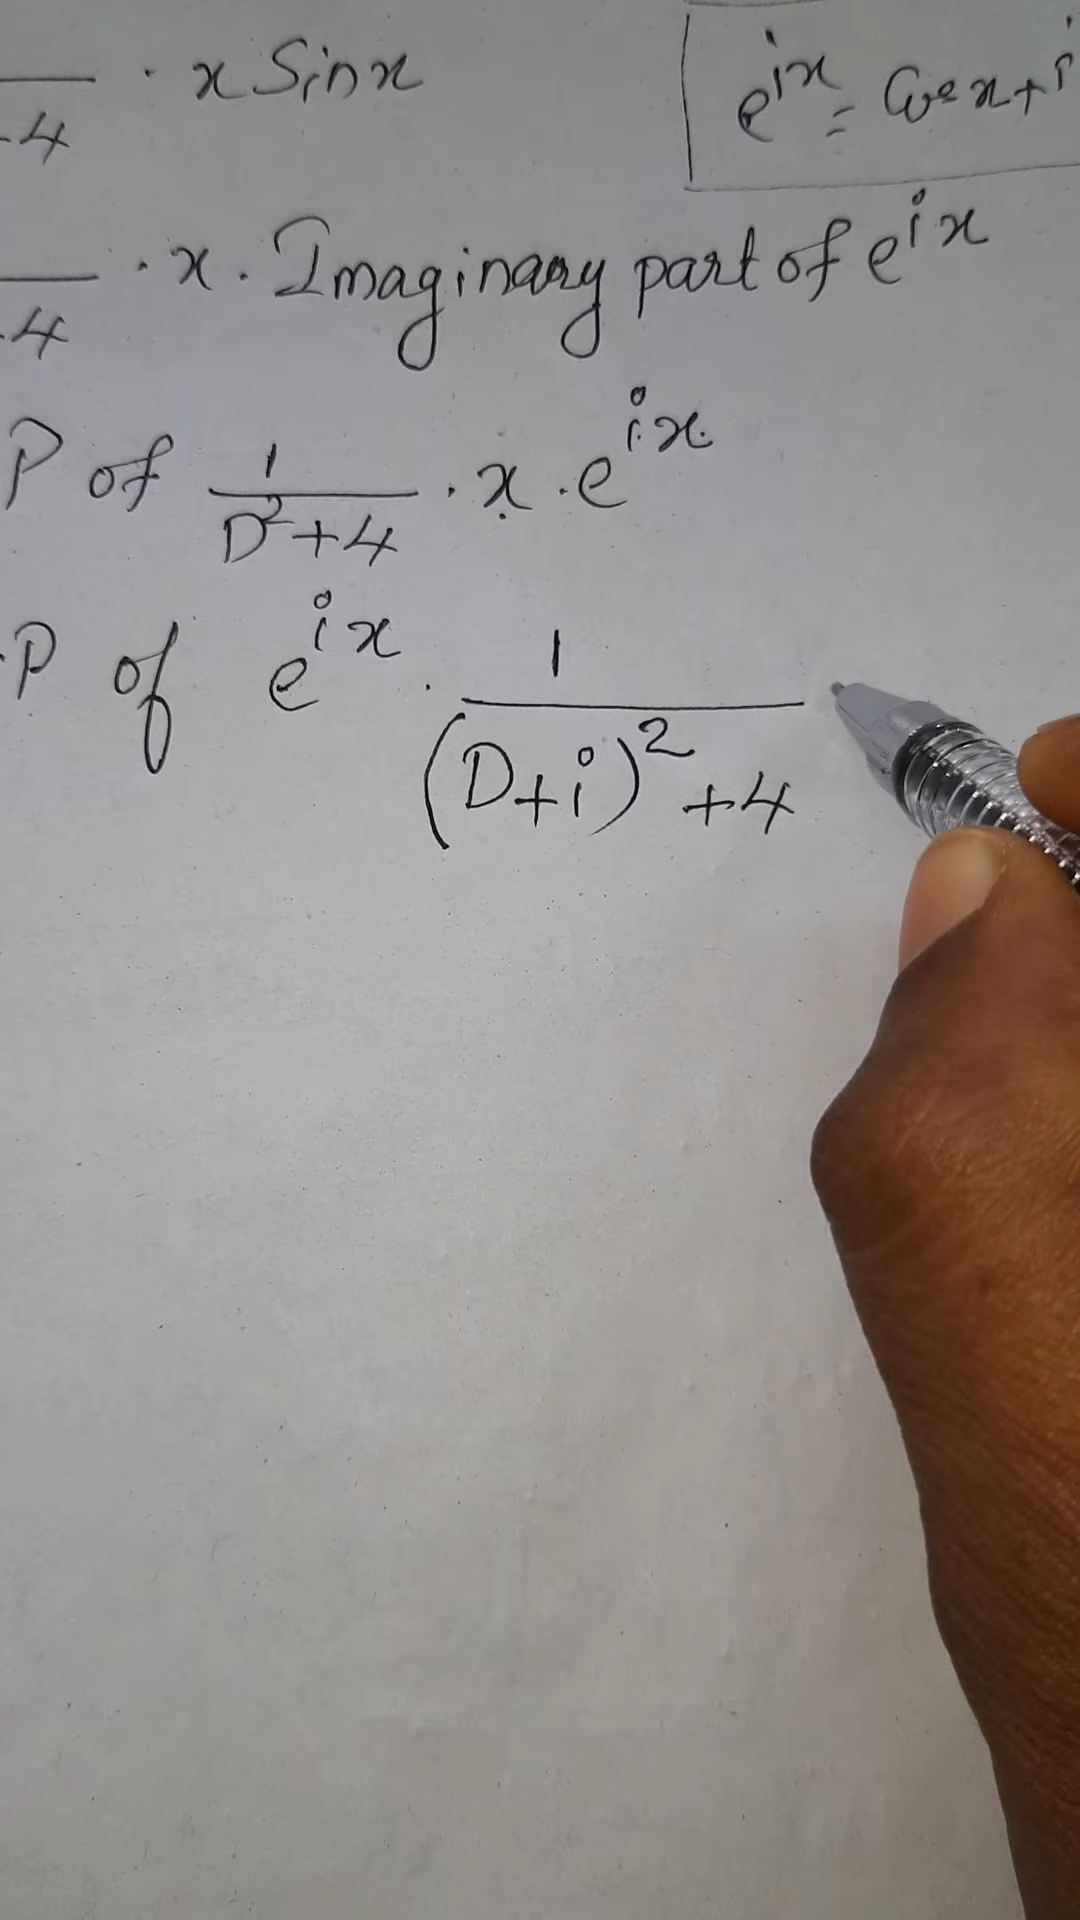 4 · x Sin x
e^ix = Cos x + i
4 · x · Imaginary part of e^ix
P of 1/(D²+4) · x · e^ix
.P of e^ix · 1/((D+i)²+4)